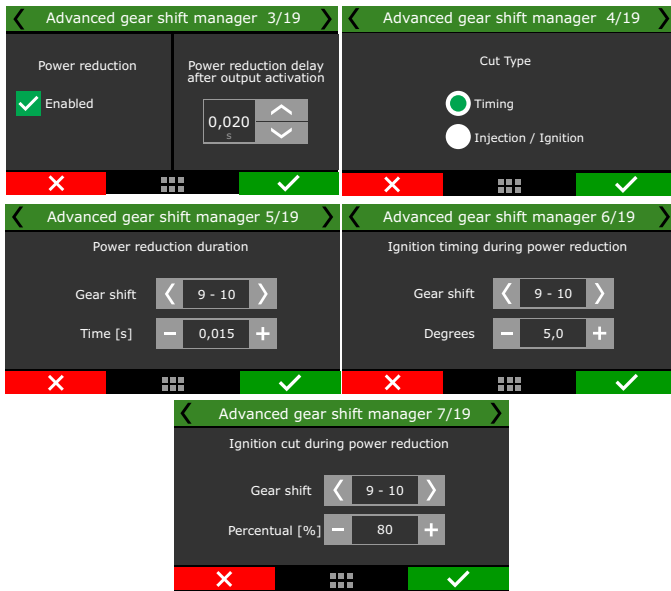 Advanced gear shift manager 3/19
Power reduction
Enabled
Power reduction delay
after output activation
0,020
s
Advanced gear shift manager 4/19
Cut Type
Timing
Injection / Ignition
Advanced gear shift manager 5/19
Power reduction duration
Gear shift 9 - 10
Time [s] 0,015
Advanced gear shift manager 6/19
Ignition timing during power reduction
Gear shift 9 - 10
Degrees 5,0
Advanced gear shift manager 7/19
Ignition cut during power reduction
Gear shift 9 - 10
Percentual [%] 80